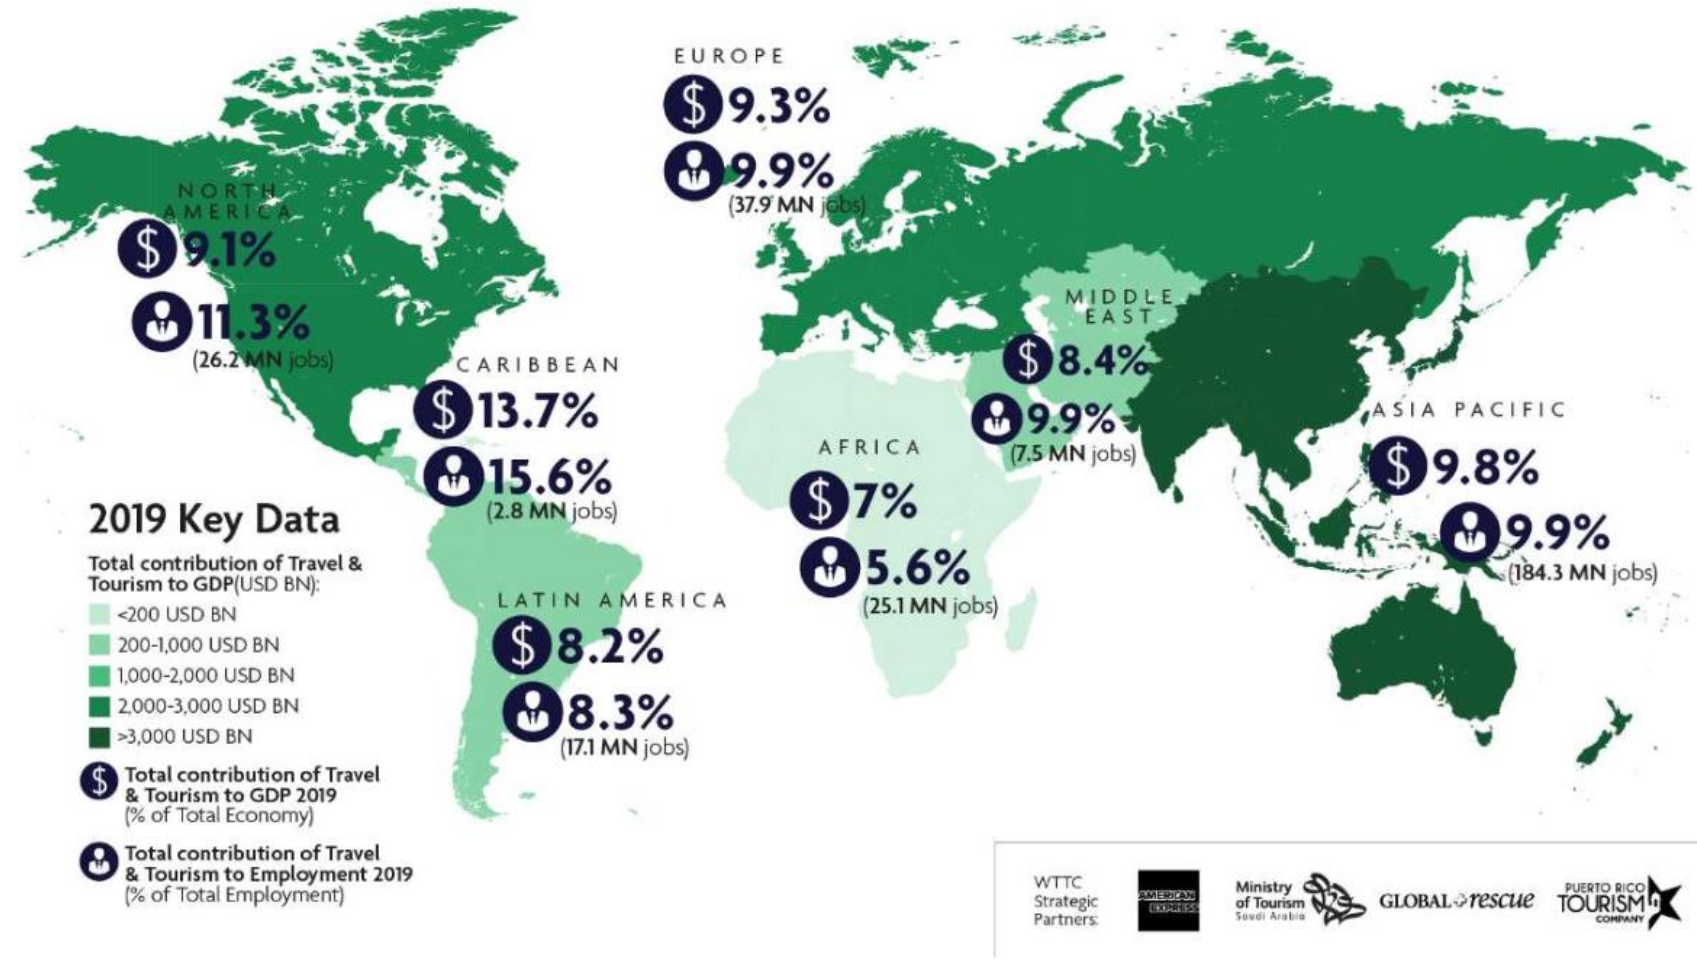 EUROPE
$ 9.3%
9.9%
(37.9 MN jobs)
NORTH
AMERICA
$ 9.1%
11.3%
(26.2 MN jobs)
CARIBBEAN
$ 13.7%
15.6%
(2.8 MN jobs)
MIDDLE
EAST
$ 8.4%
9.9%
(7.5 MN jobs)
ASIA PACIFIC
$ 9.8%
9.9%
(184.3 MN jobs)
AFRICA
$ 7%
5.6%
(25.1 MN jobs)
LATIN AMERICA
$ 8.2%
8.3%
(17.1 MN jobs)
2019 Key Data
Total contribution of Travel &
Tourism to GDP(USD BN):
<200 USD BN
200-1,000 USD BN
1,000-2,000 USD BN
2,000-3,000 USD BN
>3,000 USD BN
$ Total contribution of Travel
& Tourism to GDP 2019
(% of Total Economy)
Total contribution of Travel
& Tourism to Employment 2019
(% of Total Employment)
WTTC
Strategic
Partners:
AMERICAN
EXPRESS
Ministry
of Tourism
Saudi Arabia
GLOBAL rescue
PUERTO RICO
TOURISM
COMPANY